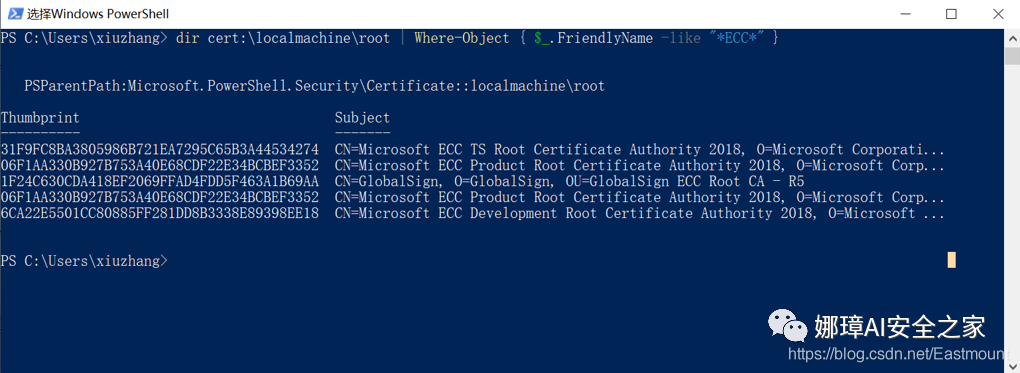 选择Windows PowerShell
PS C:\Users\xiuzhang> dir cert:\localmachine\root | Where-Object { $_.FriendlyName -like "*ECC*" }
PSParentPath:Microsoft.PowerShell.Security\Certificate::localmachine\root
Thumbprint Subject
---------- -------
31F9FC8BA3805986B721EA7295C65B3A44534274 CN=Microsoft ECC TS Root Certificate Authority 2018, O=Microsoft Corporati...
06F1AA330B927B753A40E68CDF22E34BCBEF3352 CN=Microsoft ECC Product Root Certificate Authority 2018, O=Microsoft Corp...
1F24C630CDA418EF2069FFAD4FDD5F463A1B69AA CN=GlobalSign, O=GlobalSign, OU=GlobalSign ECC Root CA - R5
06F1AA330B927B753A40E68CDF22E34BCBEF3352 CN=Microsoft ECC Product Root Certificate Authority 2018, O=Microsoft Corp...
6CA22E5501CC80885FF281DD8B3338E89398EE18 CN=Microsoft ECC Development Root Certificate Authority 2018, O=Microsoft ...
PS C:\Users\xiuzhang>
娜璋AI安全之家
https://blog.csdn.net/Eastmount